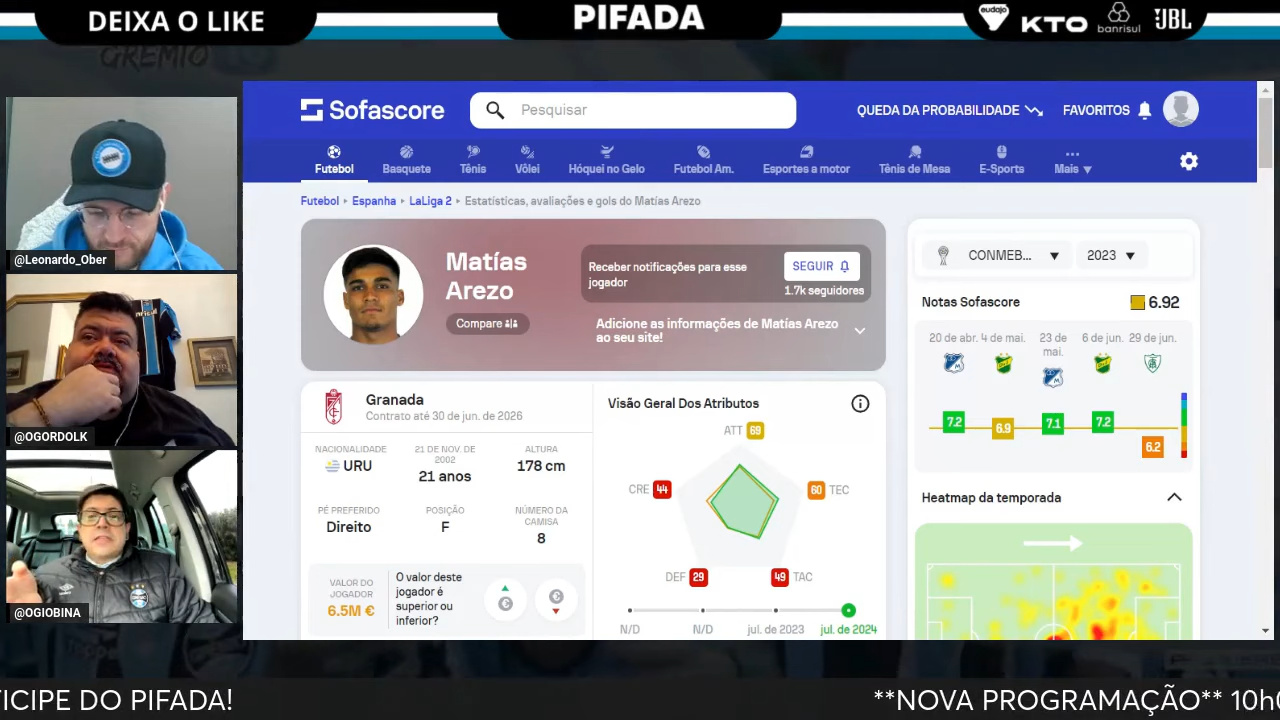 DEIXA O LIKE
PIFADA
eudajo
KTO
banrisul
JBL
GRÊMIO
@Leonardo_Ober
@OGORDOLK
@OGIOBINA
Sofascore
Pesquisar
QUEDA DA PROBABILIDADE
FAVORITOS
Futebol
Basquete
Tênis
Vôlei
Hóquei no Gelo
Futebol Am.
Esportes a motor
Tênis de Mesa
E-Sports
Mais
Futebol Espanha LaLiga 2 Estatísticas, avaliações e gols do Matías Arezo
Matías
Arezo
Compare
Receber notificações para esse
jogador
SEGUIR
1.7k seguidores
Adicione as informações de Matías Arezo
ao seu site!
Granada
Contrato até 30 de jun. de 2026
NACIONALIDADE
URU
21 DE NOV. DE
2002
21 anos
ALTURA
178 cm
PÉ PREFERIDO
Direito
POSIÇÃO
F
NÚMERO DA
CAMISA
8
VALOR DO
JOGADOR
6.5M €
O valor deste
jogador é
superior ou
inferior?
Visão Geral Dos Atributos
ATT 69
CRE 44
60 TEC
DEF 29
49 TAC
N/D
N/D
jul. de 2023
jul. de 2024
CONMEB...
2023
Notas Sofascore
6.92
20 de abr.
4 de mai.
23 de
mai.
6 de jun.
29 de jun.
7.2
6.9
7.1
7.2
6.2
Heatmap da temporada
TICIPE DO PIFADA!
**NOVA PROGRAMAÇÃO** 10h